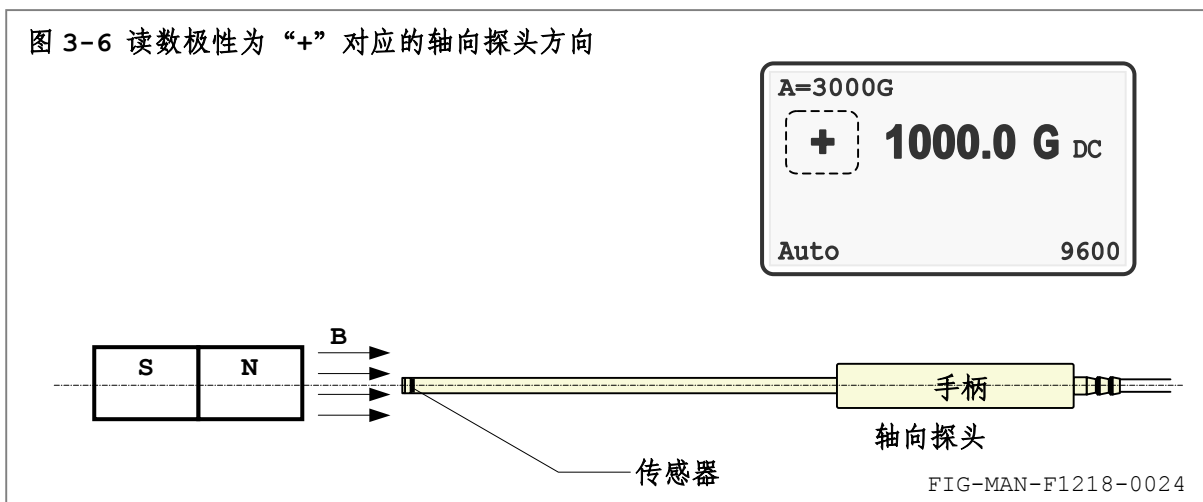 图 3-6 读数极性为“+”对应的轴向探头方向
A=3000G
+ 1000.0 G DC
Auto 9600
B
S N
手柄
轴向探头
传感器
FIG-MAN-F1218-0024